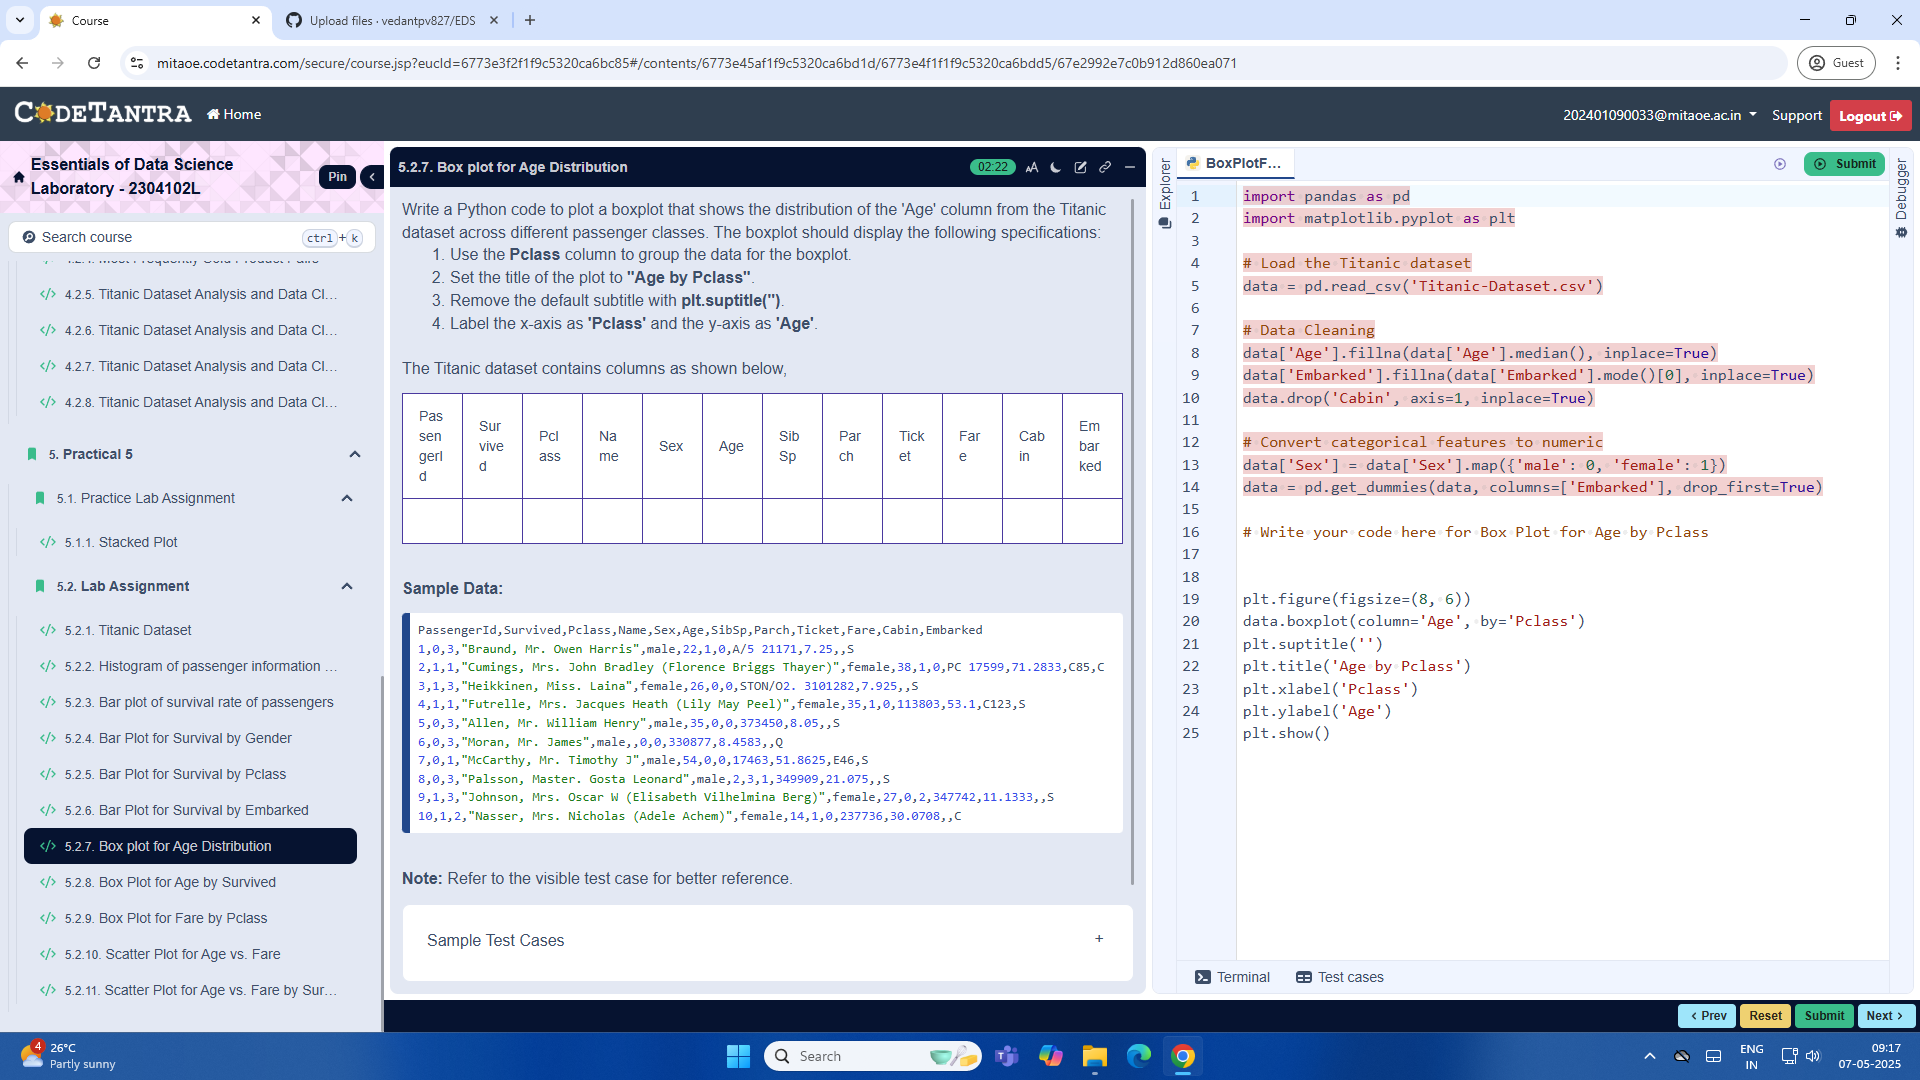 Course
Upload files · vedantpv827/EDS
mitaoe.codetantra.com/secure/course.jsp?eucId=6773e3f2f1f9c5320ca6bc85#/contents/6773e45af1f9c5320ca6bd1d/6773e4f1f1f9c5320ca6bdd5/67e2992e7c0b912d860ea071
Guest
CODETANTRA
Home
202401090033@mitaoe.ac.in
Support
Logout
Essentials of Data Science
Laboratory - 2304102L
Pin
Search course
ctrl + k
4.2.5. Titanic Dataset Analysis and Data Cl...
4.2.6. Titanic Dataset Analysis and Data Cl...
4.2.7. Titanic Dataset Analysis and Data Cl...
4.2.8. Titanic Dataset Analysis and Data Cl...
5. Practical 5
5.1. Practice Lab Assignment
5.1.1. Stacked Plot
5.2. Lab Assignment
5.2.1. Titanic Dataset
5.2.2. Histogram of passenger information ...
5.2.3. Bar plot of survival rate of passengers
5.2.4. Bar Plot for Survival by Gender
5.2.5. Bar Plot for Survival by Pclass
5.2.6. Bar Plot for Survival by Embarked
5.2.7. Box plot for Age Distribution
5.2.8. Box Plot for Age by Survived
5.2.9. Box Plot for Fare by Pclass
5.2.10. Scatter Plot for Age vs. Fare
5.2.11. Scatter Plot for Age vs. Fare by Sur...
5.2.7. Box plot for Age Distribution
02:22
AA
Write a Python code to plot a boxplot that shows the distribution of the 'Age' column from the Titanic
dataset across different passenger classes. The boxplot should display the following specifications:
1. Use the Pclass column to group the data for the boxplot.
2. Set the title of the plot to "Age by Pclass".
3. Remove the default subtitle with plt.suptitle('').
4. Label the x-axis as 'Pclass' and the y-axis as 'Age'.
The Titanic dataset contains columns as shown below,
PassengerId
Survived
Pclass
Name
Sex
Age
SibSp
Parch
Ticket
Fare
Cabin
Embarked
Sample Data:
PassengerId,Survived,Pclass,Name,Sex,Age,SibSp,Parch,Ticket,Fare,Cabin,Embarked
1,0,3,"Braund, Mr. Owen Harris",male,22,1,0,A/5 21171,7.25,,S
2,1,1,"Cumings, Mrs. John Bradley (Florence Briggs Thayer)",female,38,1,0,PC 17599,71.2833,C85,C
3,1,3,"Heikkinen, Miss. Laina",female,26,0,0,STON/O2. 3101282,7.925,,S
4,1,1,"Futrelle, Mrs. Jacques Heath (Lily May Peel)",female,35,1,0,113803,53.1,C123,S
5,0,3,"Allen, Mr. William Henry",male,35,0,0,373450,8.05,,S
6,0,3,"Moran, Mr. James",male,,0,0,330877,8.4583,,Q
7,0,1,"McCarthy, Mr. Timothy J",male,54,0,0,17463,51.8625,E46,S
8,0,3,"Palsson, Master. Gosta Leonard",male,2,3,1,349909,21.075,,S
9,1,3,"Johnson, Mrs. Oscar W (Elisabeth Vilhelmina Berg)",female,27,0,2,347742,11.1333,,S
10,1,2,"Nasser, Mrs. Nicholas (Adele Achem)",female,14,1,0,237736,30.0708,,C
Note: Refer to the visible test case for better reference.
Sample Test Cases
+
Explorer
BoxPlotF...
Submit
Debugger
1 import pandas as pd
2 import matplotlib.pyplot as plt
3
4 # Load the Titanic dataset
5 data = pd.read_csv('Titanic-Dataset.csv')
6
7 # Data Cleaning
8 data['Age'].fillna(data['Age'].median(), inplace=True)
9 data['Embarked'].fillna(data['Embarked'].mode()[0], inplace=True)
10 data.drop('Cabin', axis=1, inplace=True)
11
12 # Convert categorical features to numeric
13 data['Sex'] = data['Sex'].map({'male': 0, 'female': 1})
14 data = pd.get_dummies(data, columns=['Embarked'], drop_first=True)
15
16 # Write your code here for Box Plot for Age by Pclass
17
18
19 plt.figure(figsize=(8, 6))
20 data.boxplot(column='Age', by='Pclass')
21 plt.suptitle('')
22 plt.title('Age by Pclass')
23 plt.xlabel('Pclass')
24 plt.ylabel('Age')
25 plt.show()
Terminal
Test cases
Prev
Reset
Submit
Next
4
26°C
Partly sunny
Search
ENG
IN
09:17
07-05-2025